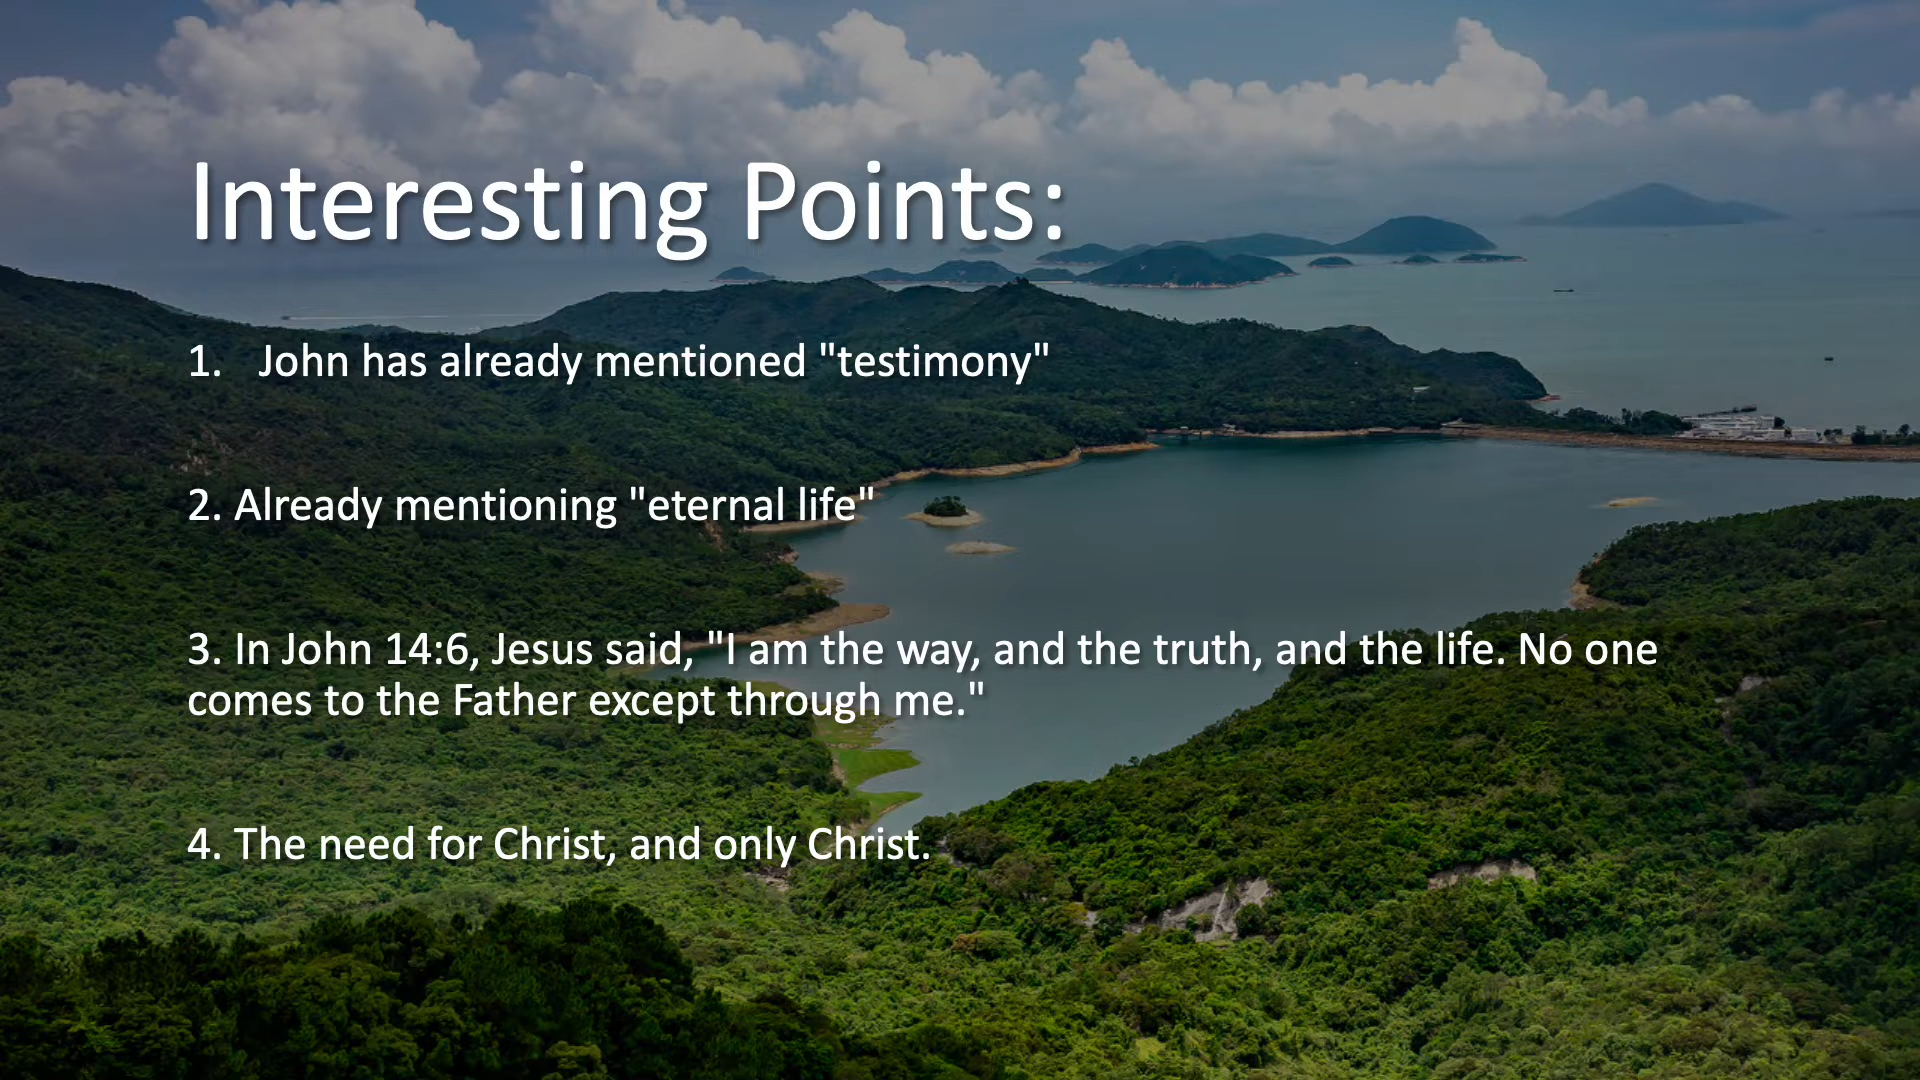 Interesting Points:
1. John has already mentioned "testimony"
2. Already mentioning "eternal life"
3. In John 14:6, Jesus said, "I am the way, and the truth, and the life. No one
comes to the Father except through me."
4. The need for Christ, and only Christ.